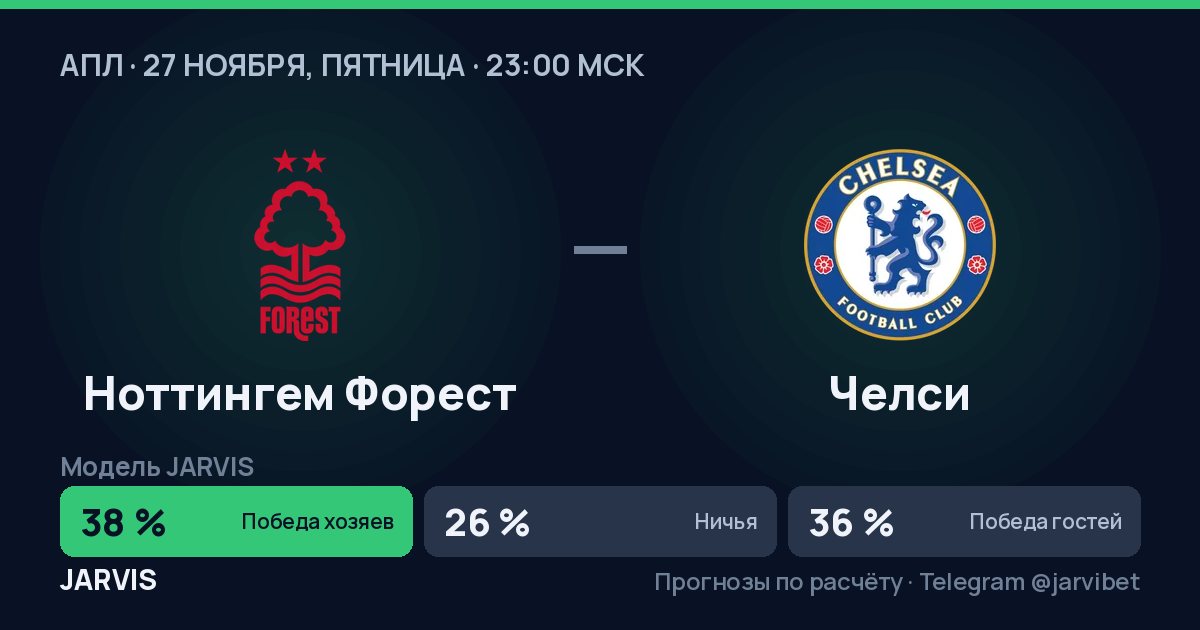 АПЛ · 27 НОЯБРЯ, ПЯТНИЦА · 23:00 МСК
FOREST
CHELSEA
FOOTBALL CLUB
—
Ноттингем Форест
Челси
Модель JARVIS
38 % Победа хозяев
26 % Ничья
36 % Победа гостей
JARVIS
Прогнозы по расчёту · Telegram @jarvibet